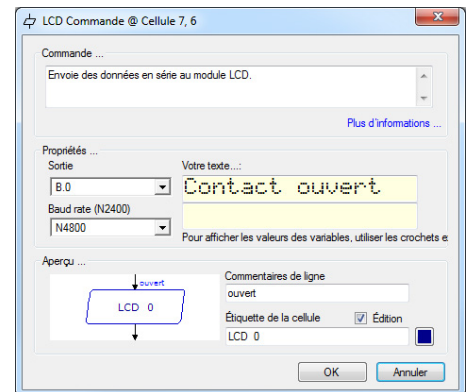 LCD Commande @ Cellule 7, 6
Commande ...
Envoie des données en série au module LCD.
Plus d'informations ...
Propriétés ...
Sortie
Votre texte...:
B.0
Contact ouvert
Baud rate (N2400)
N4800
Pour afficher les valeurs des variables, utiliser les crochets
Aperçu ...
ouvert
LCD 0
Commentaires de ligne
ouvert
Étiquette de la cellule
Édition
LCD 0
OK
Annuler